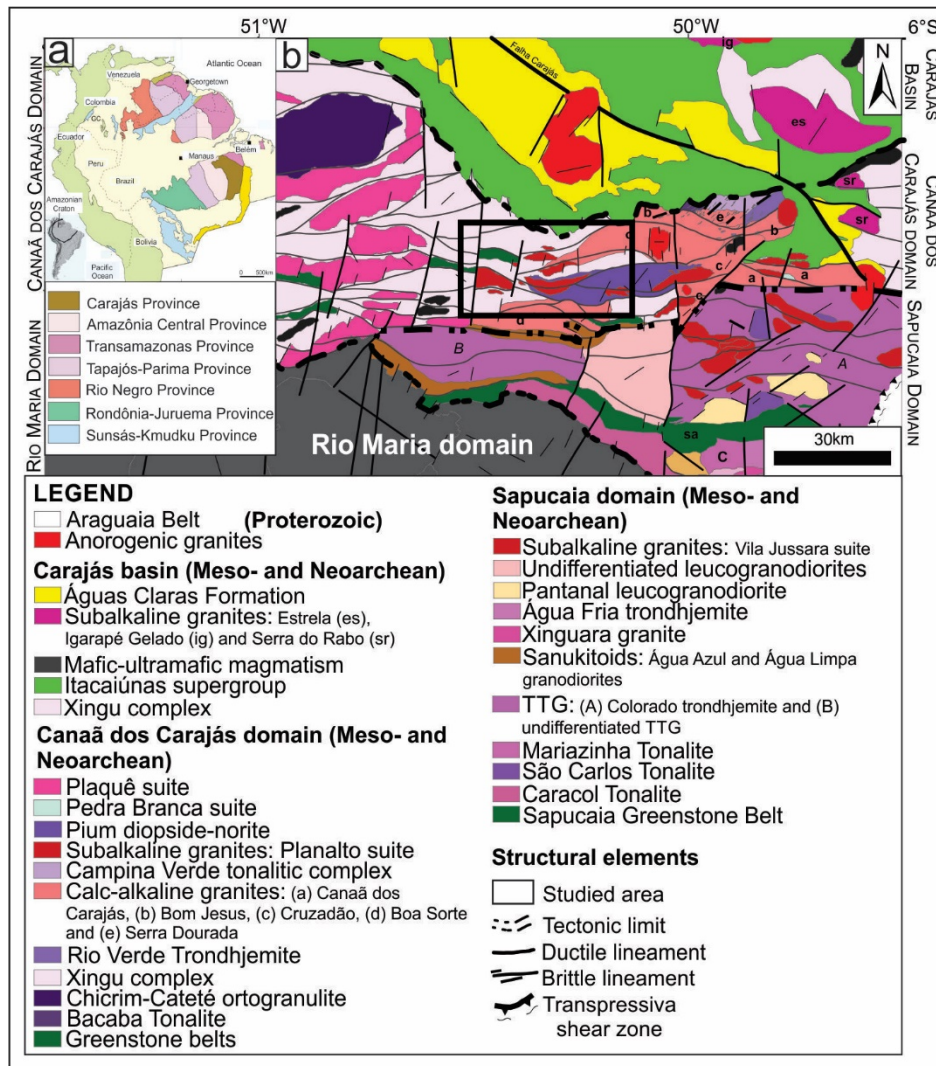 51°W
50°W
6°S
a
Atlantic Ocean
Venezuela
Georgetown
Colombia
GC
Ecuador
Manaus
Belém
Peru
Brazil
Amazonian
Craton
Bolivia
Pacific
Ocean
0 500km
Carajás Province
Amazônia Central Province
Transamazonas Province
Tapajós-Parima Province
Rio Negro Province
Rondônia-Juruema Province
Sunsás-Kmudku Province
CANAÃ DOS CARAJÁS DOMAIN
RIO MARIA DOMAIN
b
Falha Carajás
ig
N
es
sr
sr
b
e
b
c
c
a
a
e
d
B
A
sa
C
Rio Maria domain
30km
CARAJÁS
BASIN
CANAÃ DOS
CARAJÁS DOMAIN
SAPUCAIA DOMAIN
LEGEND
Araguaia Belt (Proterozoic)
Anorogenic granites
Carajás basin (Meso- and Neoarchean)
Águas Claras Formation
Subalkaline granites: Estrela (es),
Igarapé Gelado (ig) and Serra do Rabo (sr)
Mafic-ultramafic magmatism
Itacaiúnas supergroup
Xingu complex
Canaã dos Carajás domain (Meso- and
Neoarchean)
Plaquê suite
Pedra Branca suite
Pium diopside-norite
Subalkaline granites: Planalto suite
Campina Verde tonalitic complex
Calc-alkaline granites: (a) Canaã dos
Carajás, (b) Bom Jesus, (c) Cruzadão, (d) Boa Sorte
and (e) Serra Dourada
Rio Verde Trondhjemite
Xingu complex
Chicrim-Cateté ortogranulite
Bacaba Tonalite
Greenstone belts
Sapucaia domain (Meso- and
Neoarchean)
Subalkaline granites: Vila Jussara suite
Undifferentiated leucogranodiorites
Pantanal leucogranodiorite
Água Fria trondhjemite
Xinguara granite
Sanukitoids: Água Azul and Água Limpa
granodiorites
TTG: (A) Colorado trondhjemite and (B)
undifferentiated TTG
Mariazinha Tonalite
São Carlos Tonalite
Caracol Tonalite
Sapucaia Greenstone Belt
Structural elements
Studied area
Tectonic limit
Ductile lineament
Brittle lineament
Transpressiva
shear zone